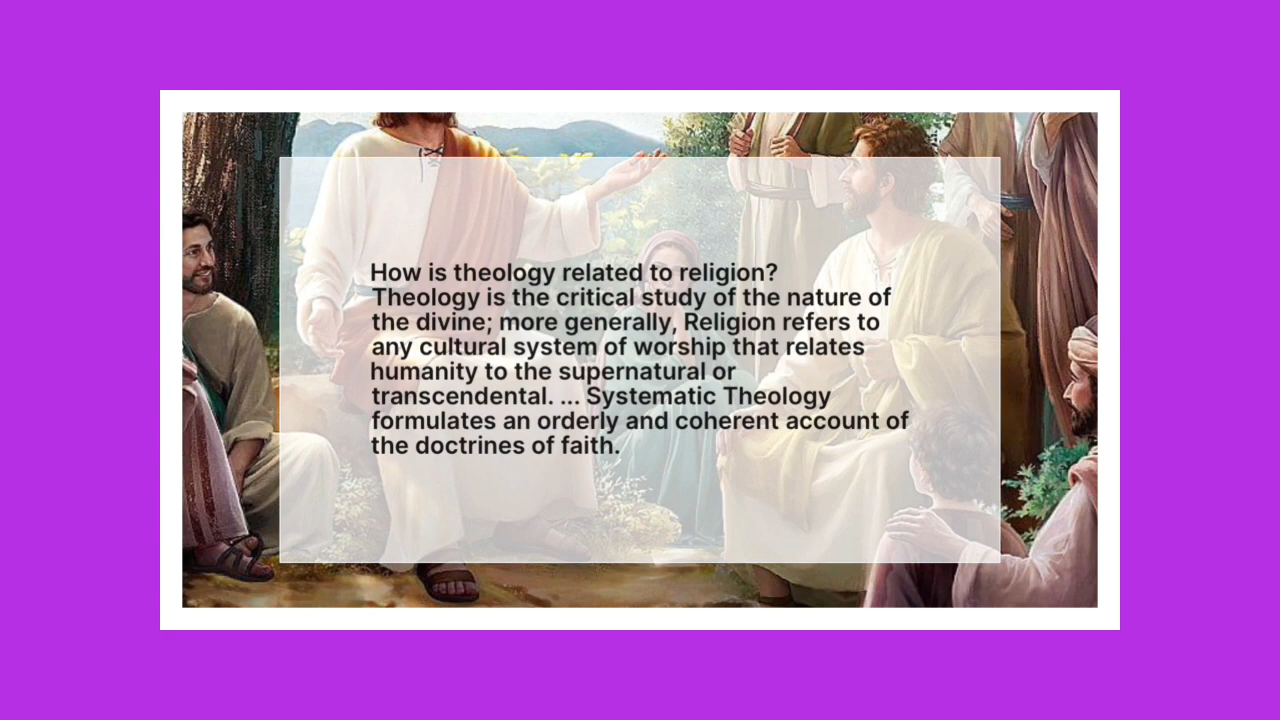 How is theology related to religion?
Theology is the critical study of the nature of
the divine; more generally, Religion refers to
any cultural system of worship that relates
humanity to the supernatural or
transcendental. ... Systematic Theology
formulates an orderly and coherent account of
the doctrines of faith.